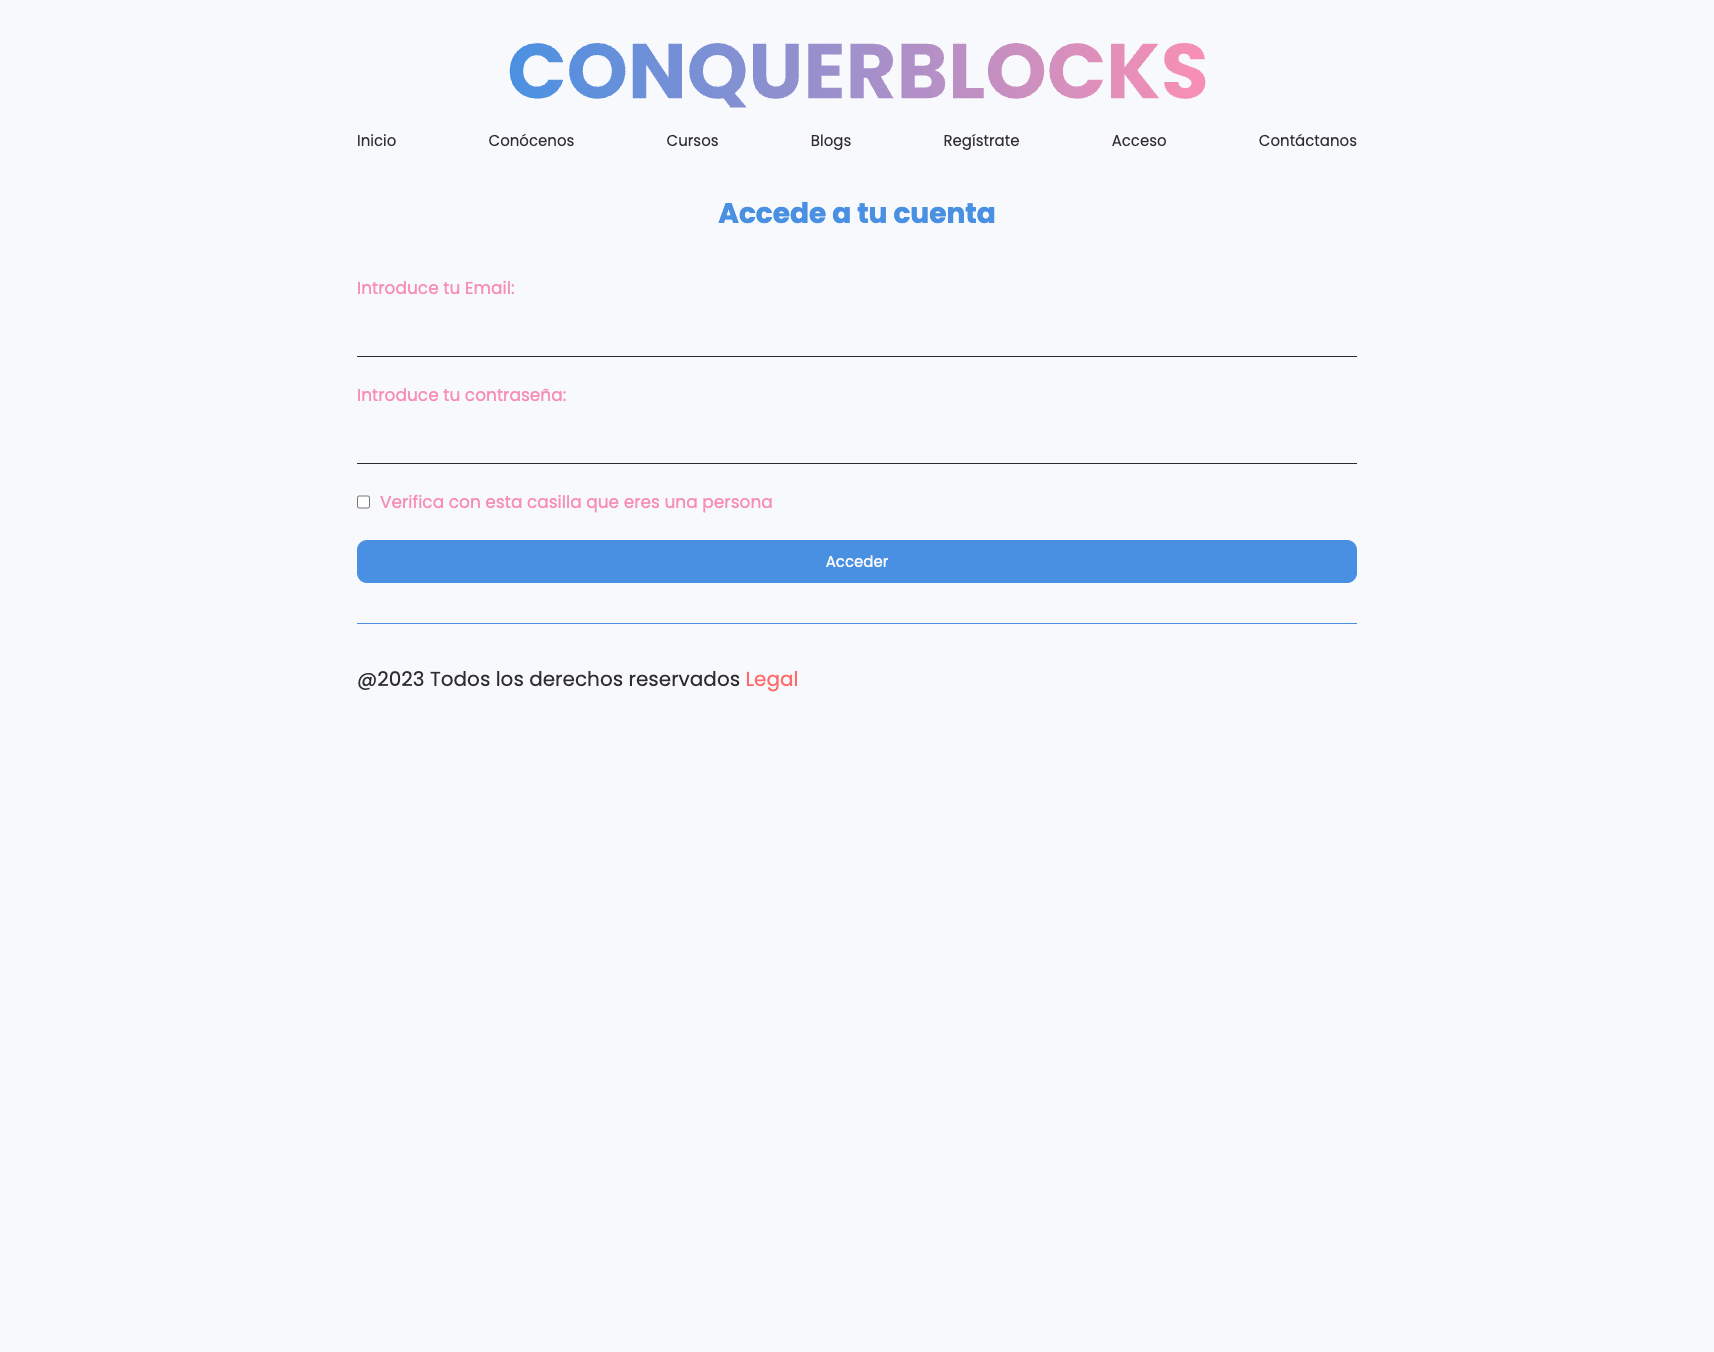 CONQUERBLOCKS
Inicio Conócenos Cursos Blogs Regístrate Acceso Contáctanos
Accede a tu cuenta
Introduce tu Email:
Introduce tu contraseña:
Verifica con esta casilla que eres una persona
Acceder
@2023 Todos los derechos reservados Legal